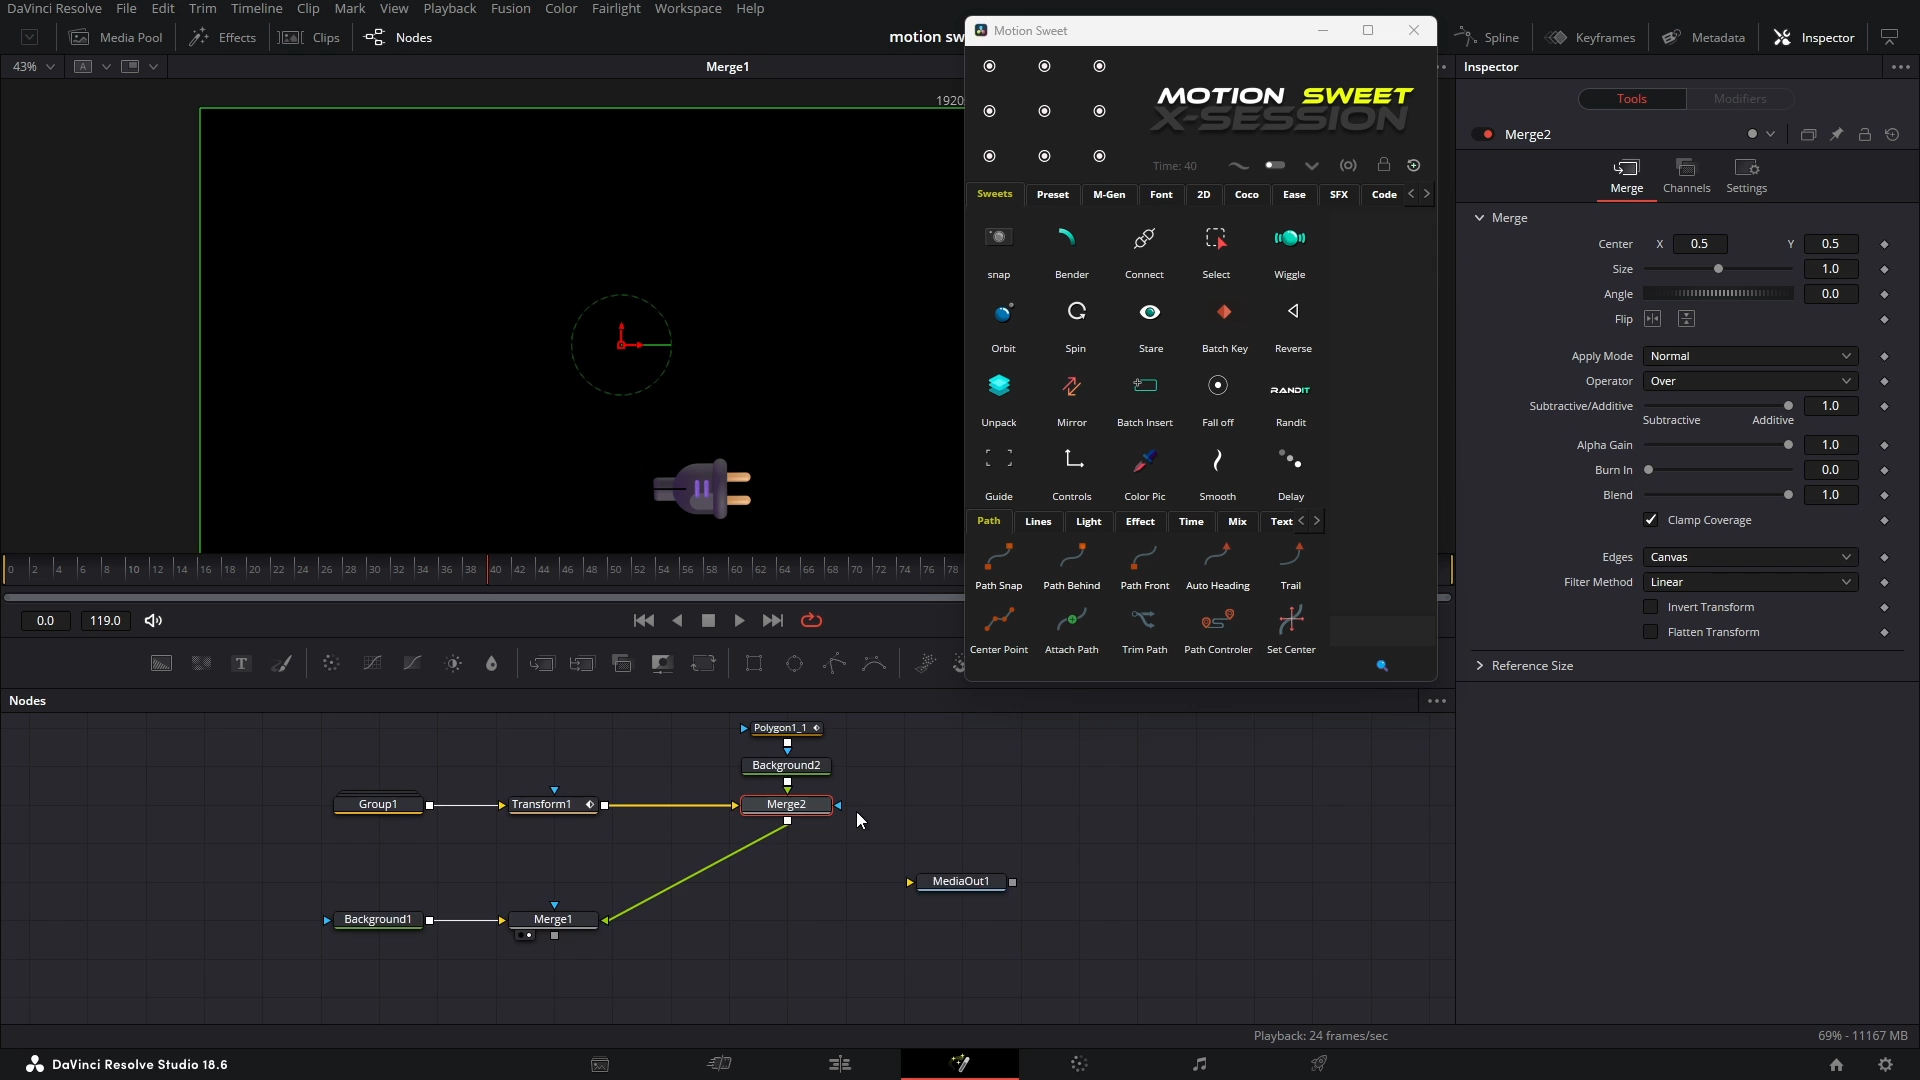 DaVinci Resolve File Edit Trim Timeline Clip Mark View Playback Fusion Color Fairlight Workspace Help
Media Pool Effects Clips Nodes motion sw Spline Keyframes Metadata Inspector
Motion Sweet
43% A Merge1 Inspector
1920
MOTION SWEET
X-SESSION
Time: 40
Sweets Preset M-Gen Font 2D Coco Ease SFX Code
snap Bender Connect Select Wiggle
Orbit Spin Stare Batch Key Reverse
RANDIT
Unpack Mirror Batch Insert Fall off Randit
Guide Controls Color Pic Smooth Delay
Path Lines Light Effect Time Mix Text
Path Snap Path Behind Path Front Auto Heading Trail
Center Point Attach Path Trim Path Path Controler Set Center
Tools Modifiers
Merge2
Merge Channels Settings
Merge
Center X 0.5 Y 0.5
Size 1.0
Angle 0.0
Flip
Apply Mode Normal
Operator Over
Subtractive/Additive 1.0
Subtractive Additive
Alpha Gain 1.0
Burn In 0.0
Blend 1.0
Clamp Coverage
Edges Canvas
Filter Method Linear
Invert Transform
Flatten Transform
Reference Size
0 2 4 6 8 10 12 14 16 18 20 22 24 26 28 30 32 34 36 38 40 42 44 46 48 50 52 54 56 58 60 62 64 66 68 70 72 74 76 78
0.0 119.0
T
Nodes
Polygon1_1
Background2
Group1 Transform1 Merge2
MediaOut1
Background1 Merge1
Playback: 24 frames/sec 69% - 11167 MB
DaVinci Resolve Studio 18.6